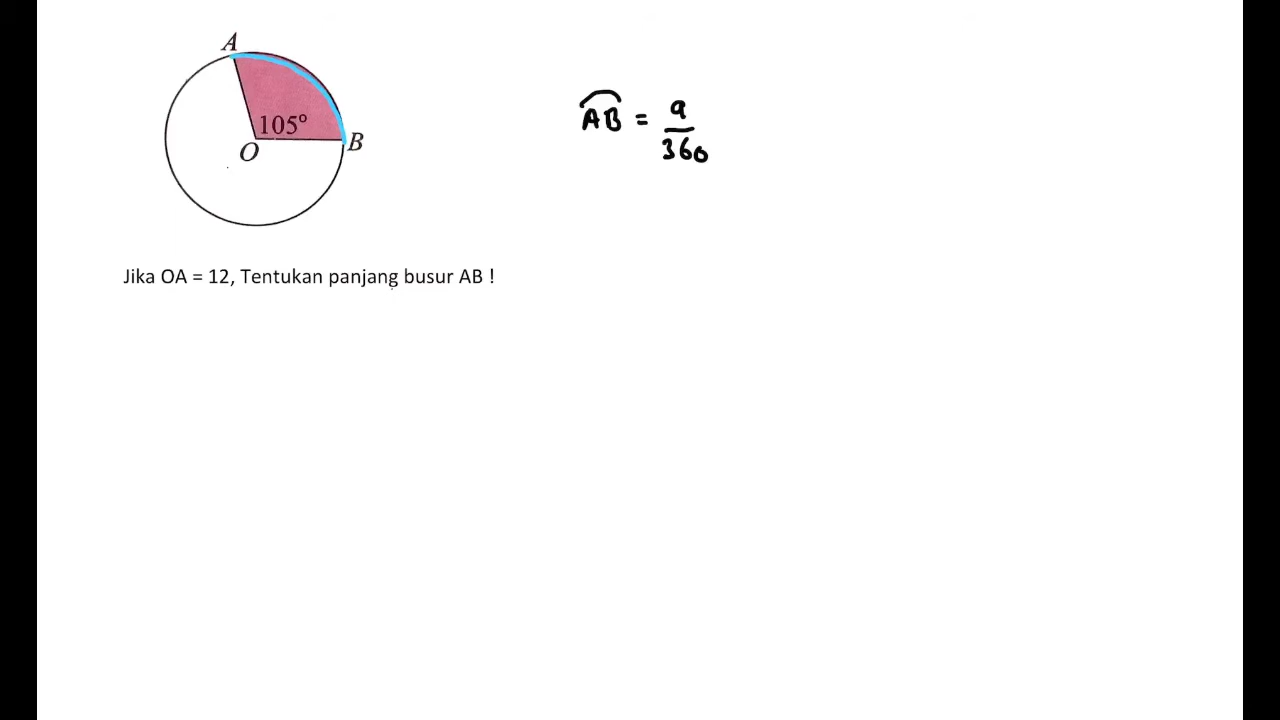 A
105°
O
B
AB = a
360
Jika OA = 12, Tentukan panjang busur AB !